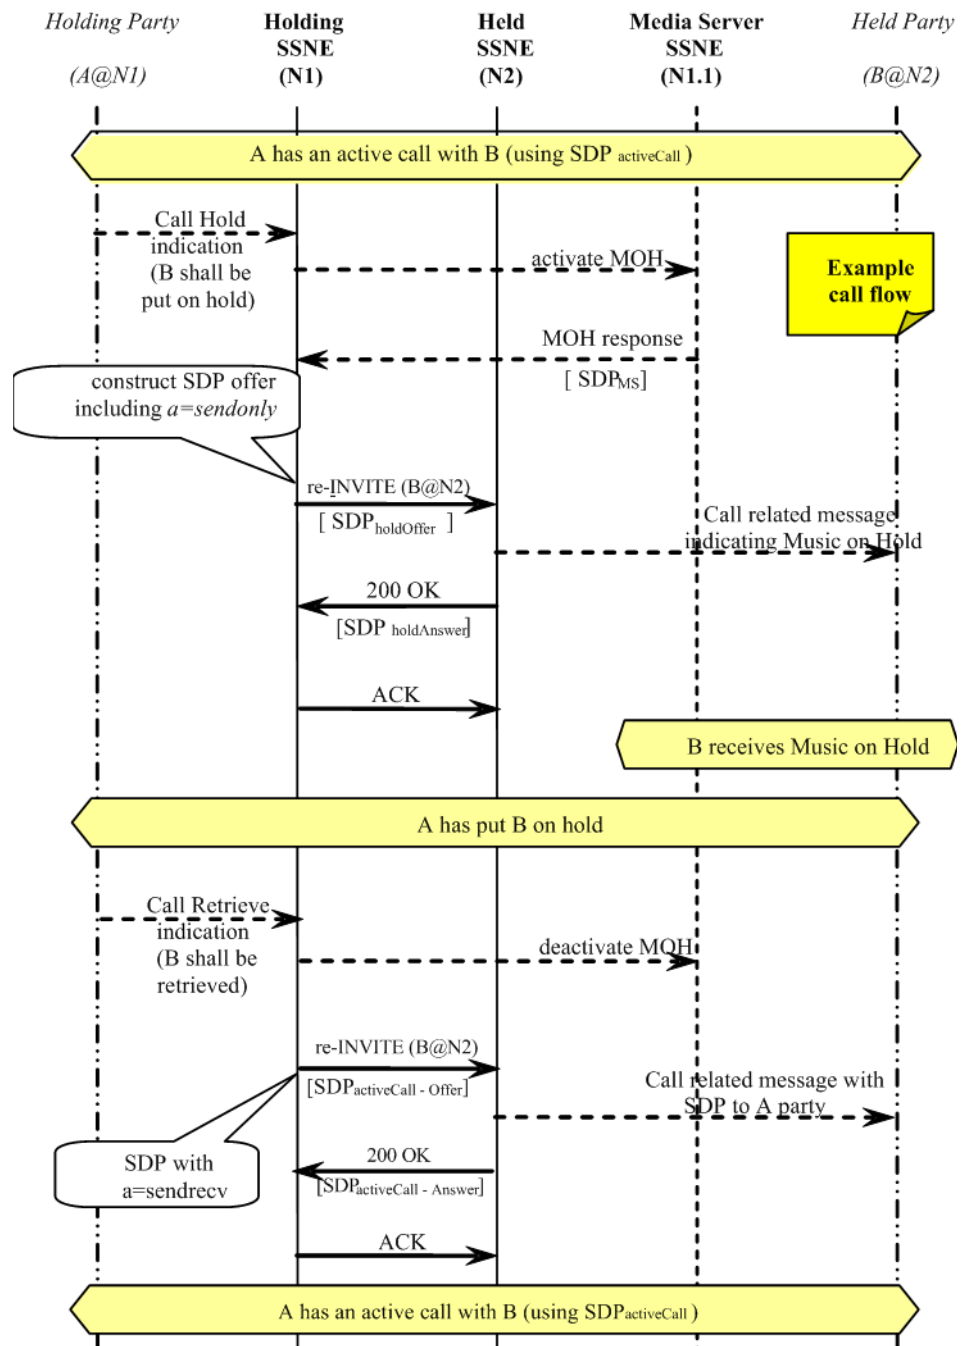 Holding Party
Holding
Held
Media Server
Held Party
SSNE
SSNE
SSNE
(A@N1)
(N1)
(N2)
(N1.1)
(B@N2)
A has an active call with B (using SDP activeCall )
Call Hold
indication
(B shall be
put on hold)
activate MOH
Example
call flow
MOH response
[ SDPMS]
construct SDP offer
including a=sendonly
re-INVITE (B@N2)
[ SDPholdOffer ]
Call related message
indicating Music on Hold
200 OK
[SDP holdAnswer]
ACK
B receives Music on Hold
A has put B on hold
Call Retrieve
indication
(B shall be
retrieved)
deactivate MOH
re-INVITE (B@N2)
[SDPactiveCall - Offer]
Call related message with
SDP to A party
SDP with
a=sendrecv
200 OK
[SDPactiveCall - Answer]
ACK
A has an active call with B (using SDPactiveCall )